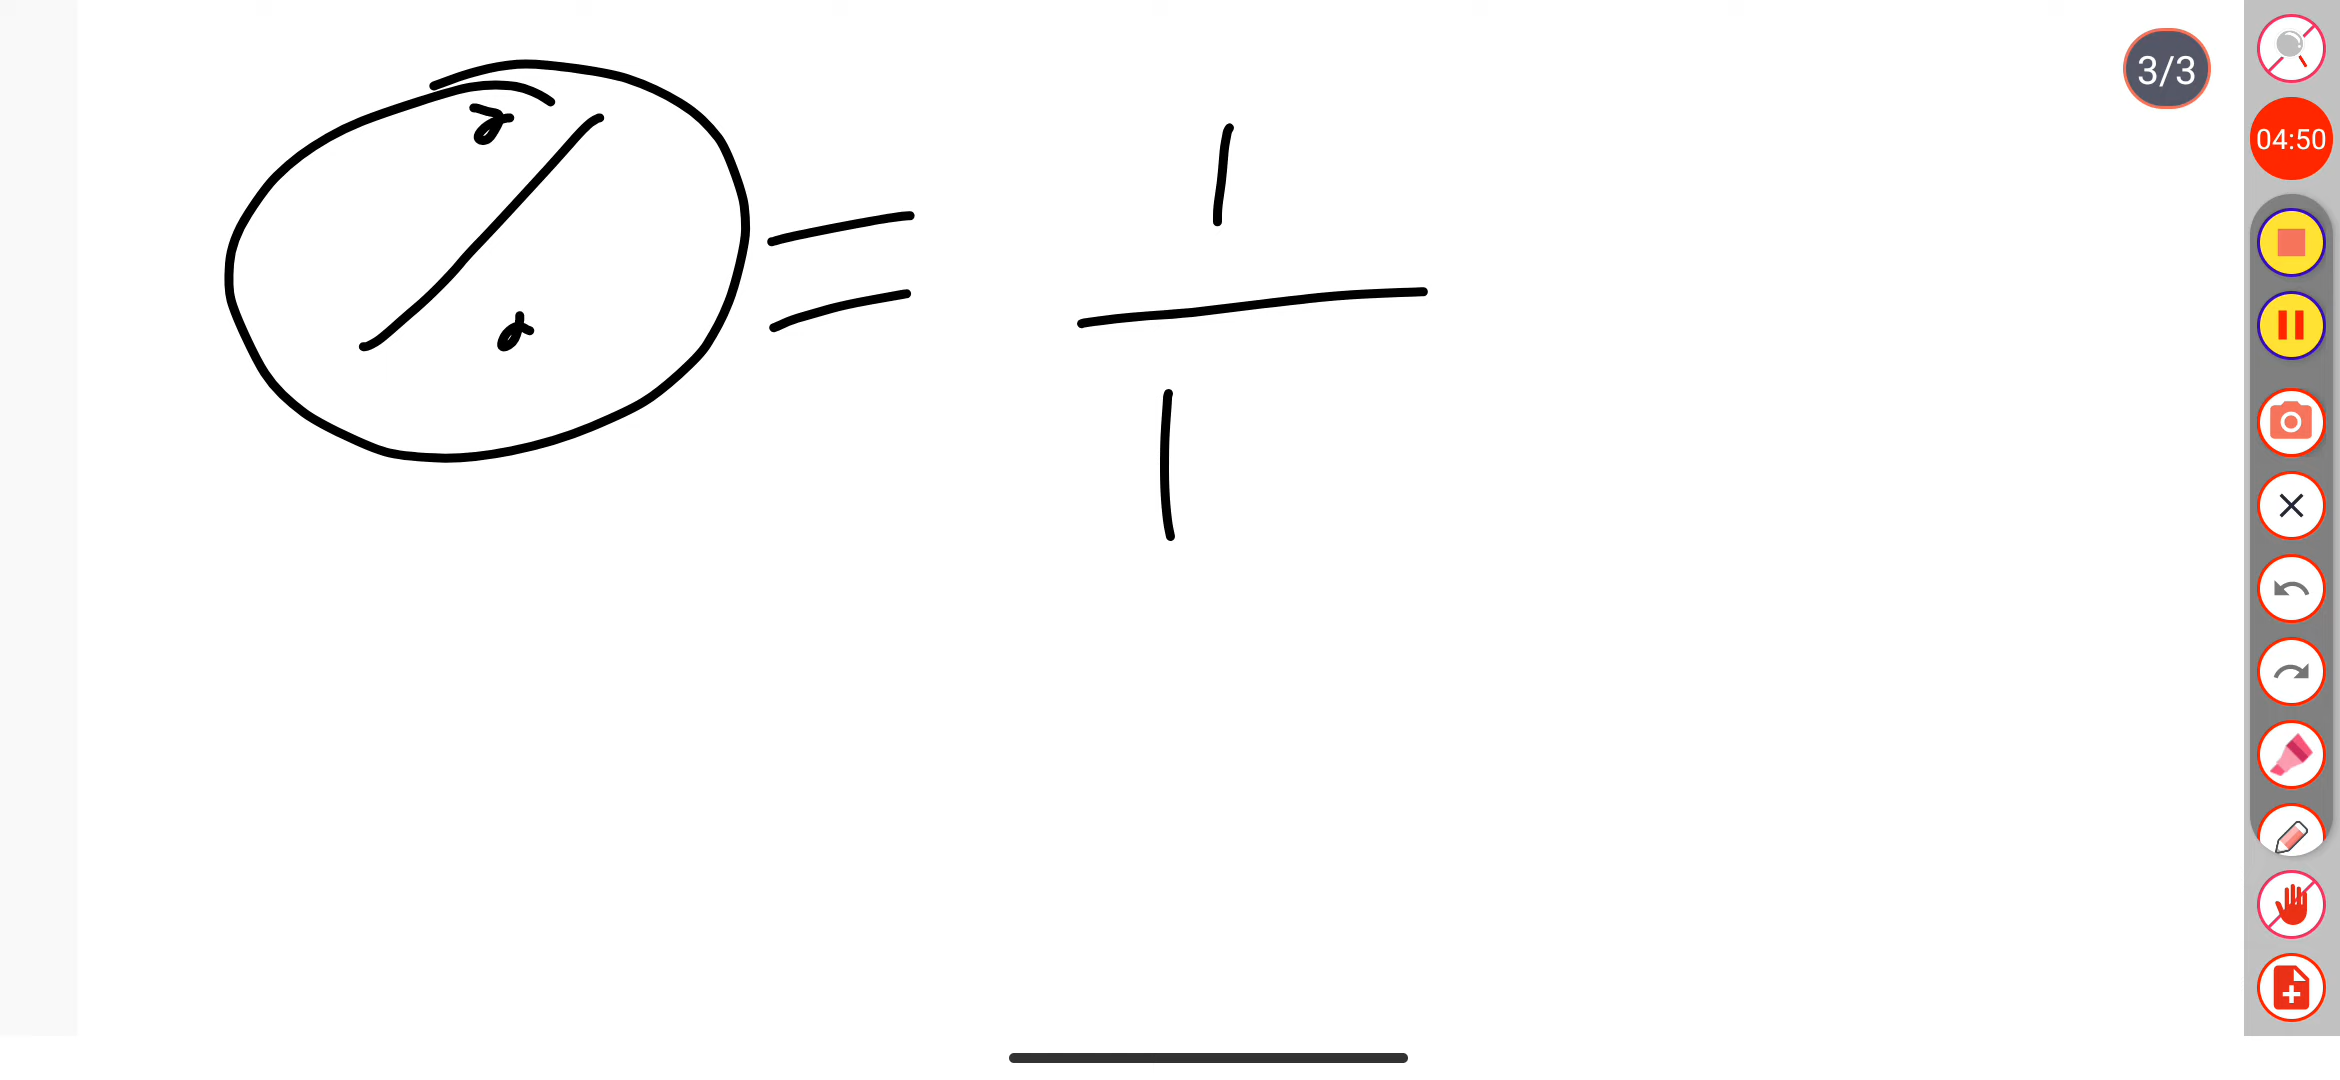 3/3
04:50
% = 1/1